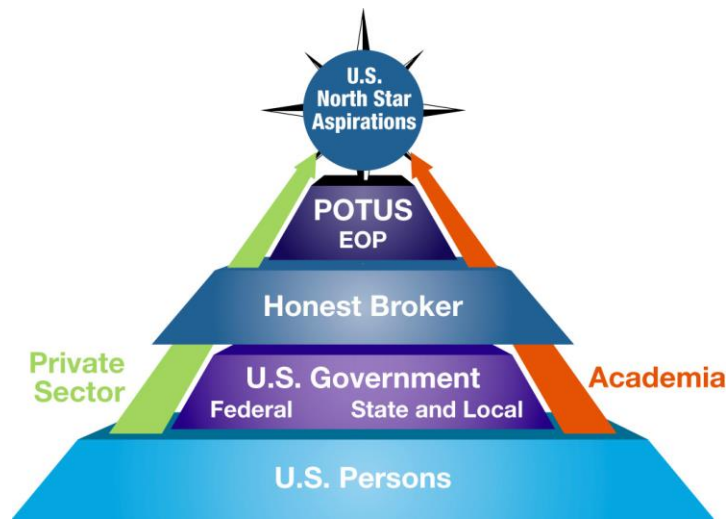 U.S.
North Star
Aspirations
POTUS
EOP
Honest Broker
Private
Sector
Academia
U.S. Government
Federal State and Local
U.S. Persons